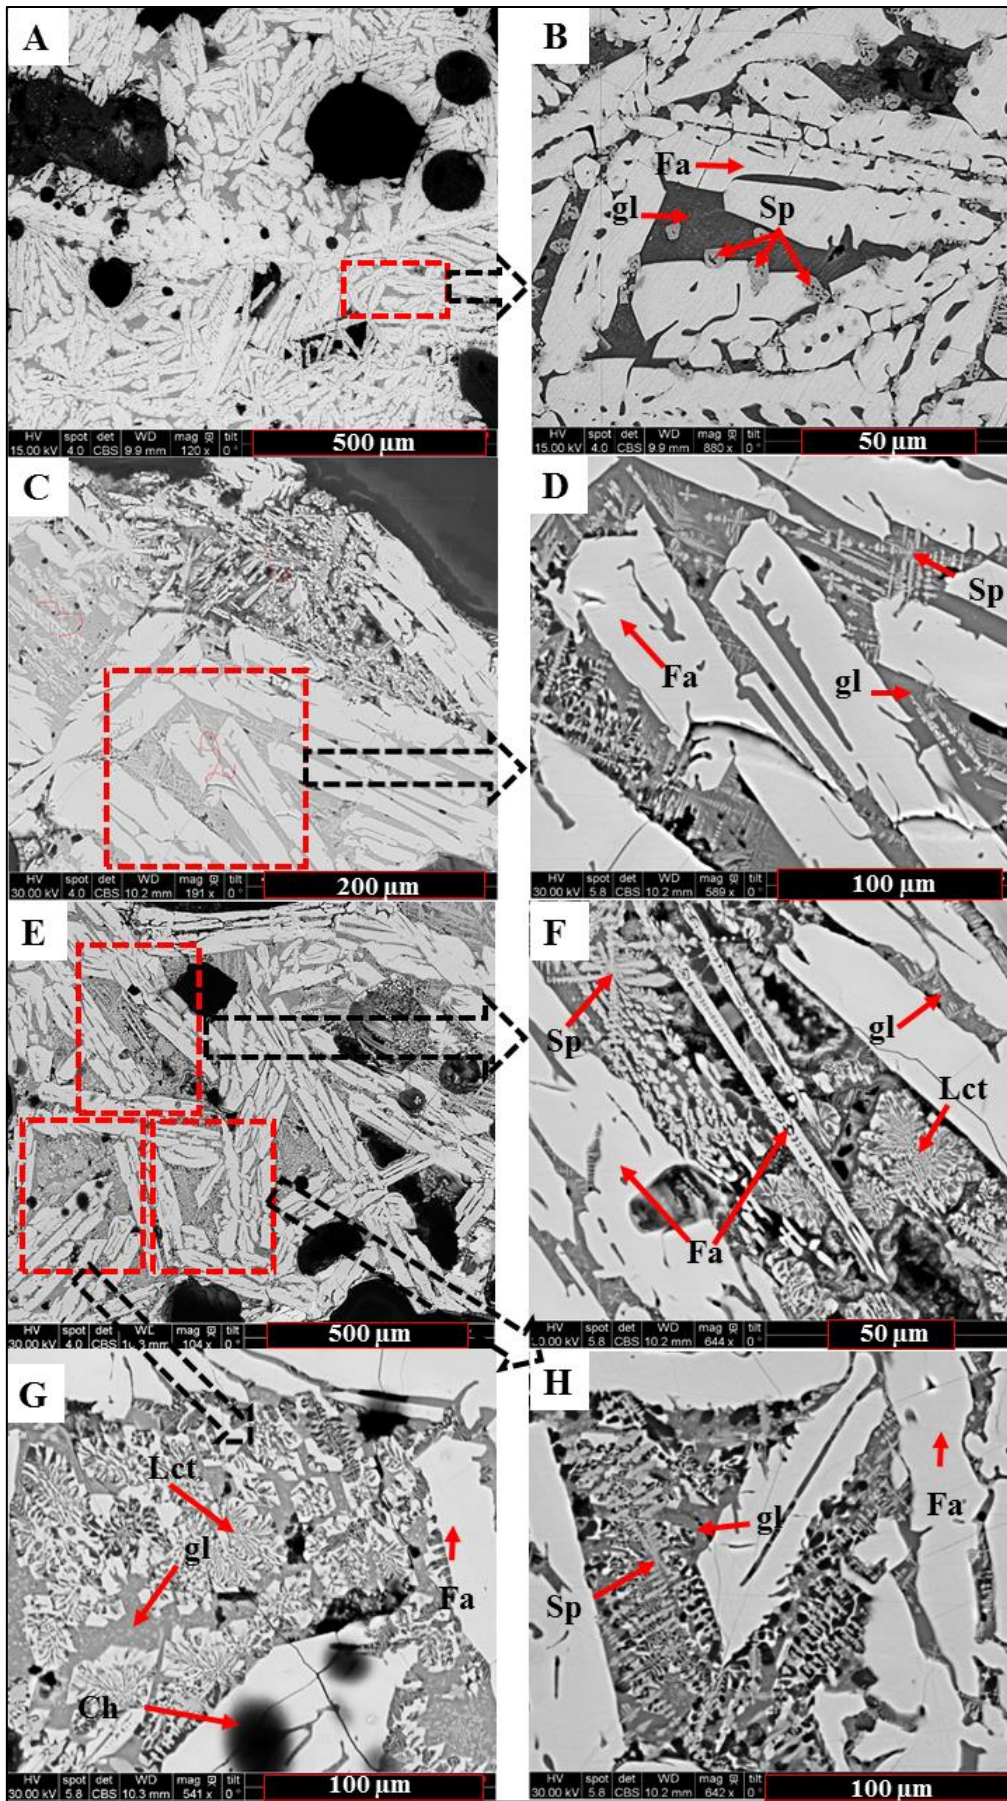 A
HV spot det WD mag tilt
15.00 kV 4.0 CBS 9.9 mm 120 x 0°
500 µm
B
Fa
gl
Sp
HV spot det WD mag tilt
15.00 kV 4.0 CBS 9.9 mm 880 x 0°
50 µm
C
HV spot det WD mag tilt
30.00 kV 4.0 CBS 10.2 mm 191 x 0°
200 µm
D
Sp
Fa
gl
HV spot det WD mag tilt
30.00 kV 5.8 CBS 10.2 mm 589 x 0°
100 µm
E
HV spot det mag tilt
30.00 kV 4.0 CBS 104 x 0°
500 µm
F
Sp
gl
Lct
Fa
HV spot det WD mag tilt
5.8 CBS 10.2 mm 644 x 0°
50 µm
G
Lct
gl
Fa
Ch
HV spot det WD mag tilt
30.00 kV 5.8 CBS 10.3 mm 541 x 0°
100 µm
H
Fa
gl
Sp
HV spot det WD mag tilt
30.00 kV 5.8 CBS 10.2 mm 642 x 0°
100 µm